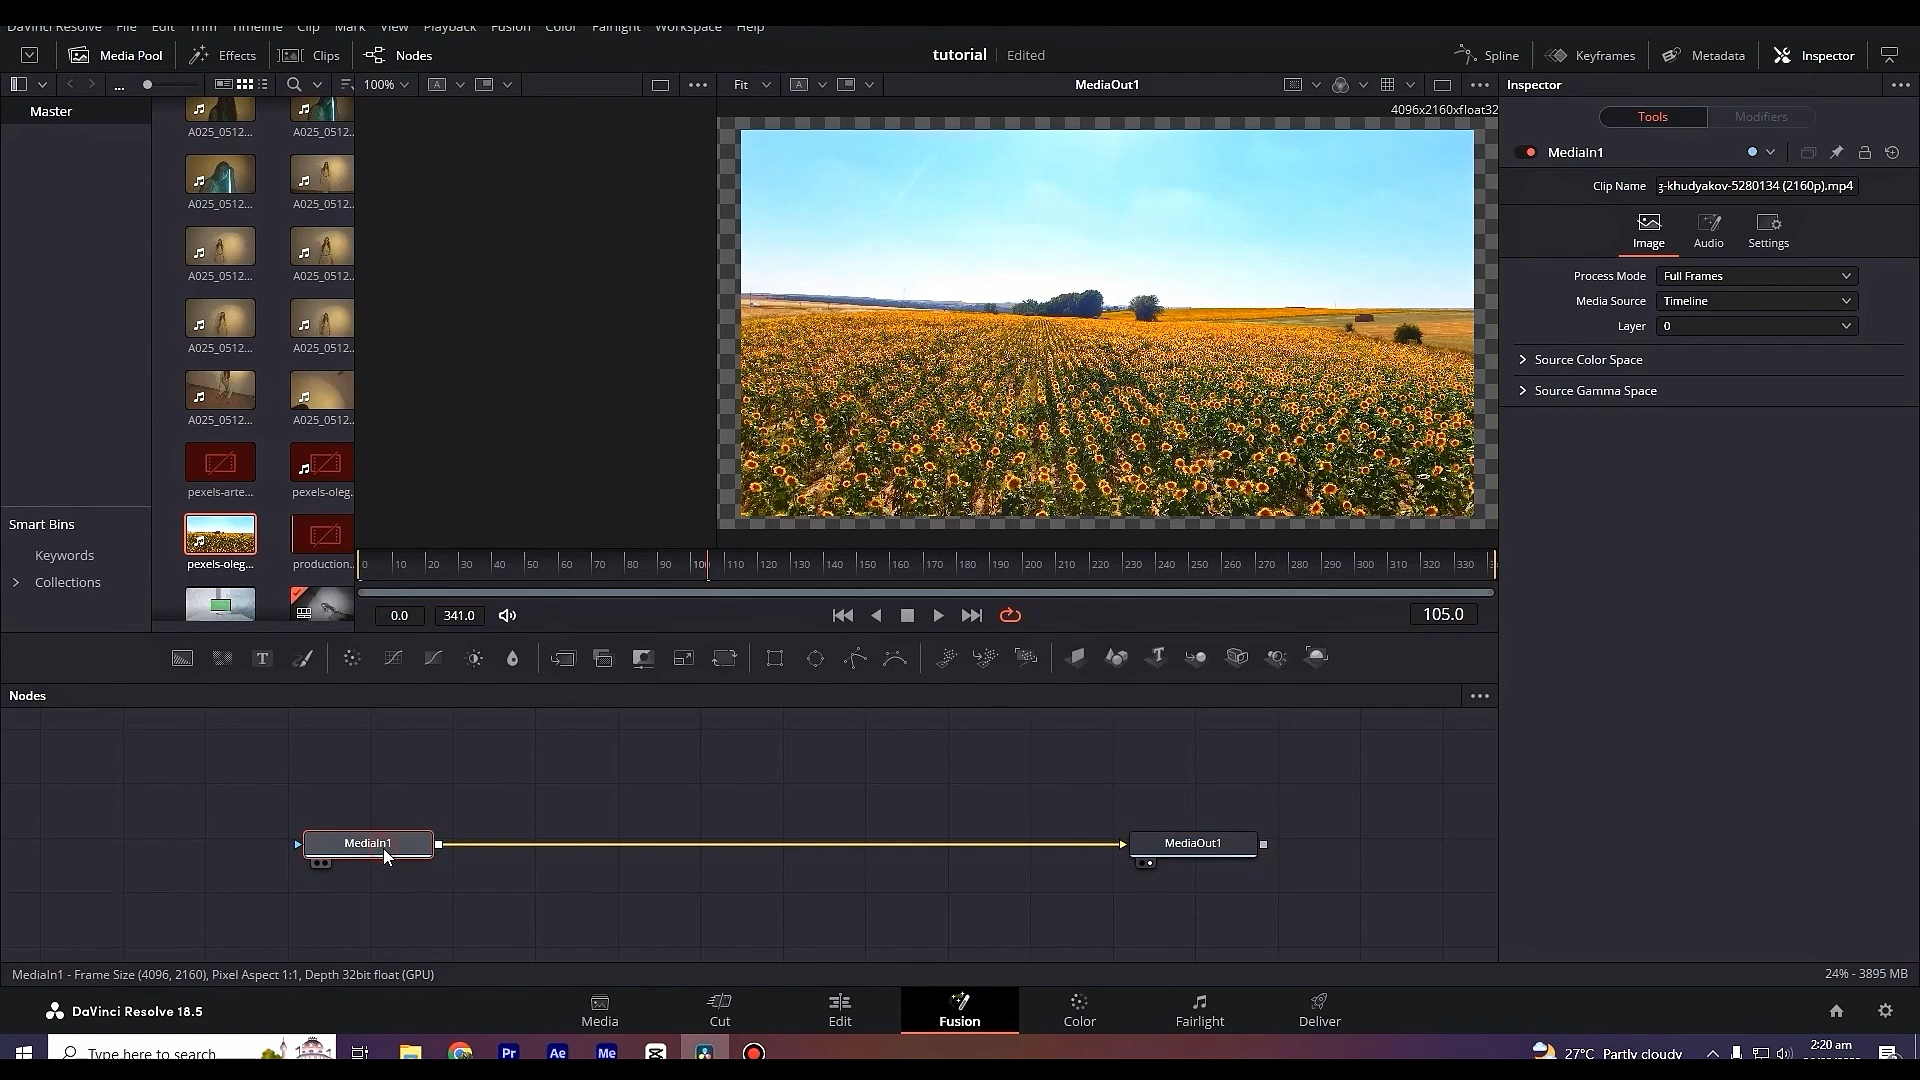 DaVinci Resolve File Edit Trim Timeline Clip Mark View Playback Fusion Color Fairlight Workspace Help
Media Pool Effects Clips Nodes tutorial Edited Spline Keyframes Metadata Inspector
... 100% A Fit A MediaOut1 Inspector
4096x2160xfloat32
Master
Tools Modifiers
A025_0512... A025_0512..
MediaIn1
Clip Name g-khudyakov-5280134 (2160p).mp4
A025_0512... A025_0512..
Image Audio Settings
A025_0512... A025_0512..
Process Mode Full Frames
Media Source Timeline
Layer 0
A025_0512... A025_0512..
Source Color Space
Source Gamma Space
A025_0512... A025_0512..
pexels-arte... pexels-oleg.
Smart Bins
Keywords
pexels-oleg... production.
0 10 20 30 40 50 60 70 80 90 100 110 120 130 140 150 160 170 180 190 200 210 220 230 240 250 260 270 280 290 300 310 320 330
Collections
0.0 341.0 105.0
Nodes
MediaIn1 MediaOut1
MediaIn1 - Frame Size (4096, 2160), Pixel Aspect 1:1, Depth 32bit float (GPU) 24% - 3895 MB
DaVinci Resolve 18.5
Media Cut Edit Fusion Color Fairlight Deliver
Type here to search Pr Ae Me 27°C Partly cloudy 2:20 am